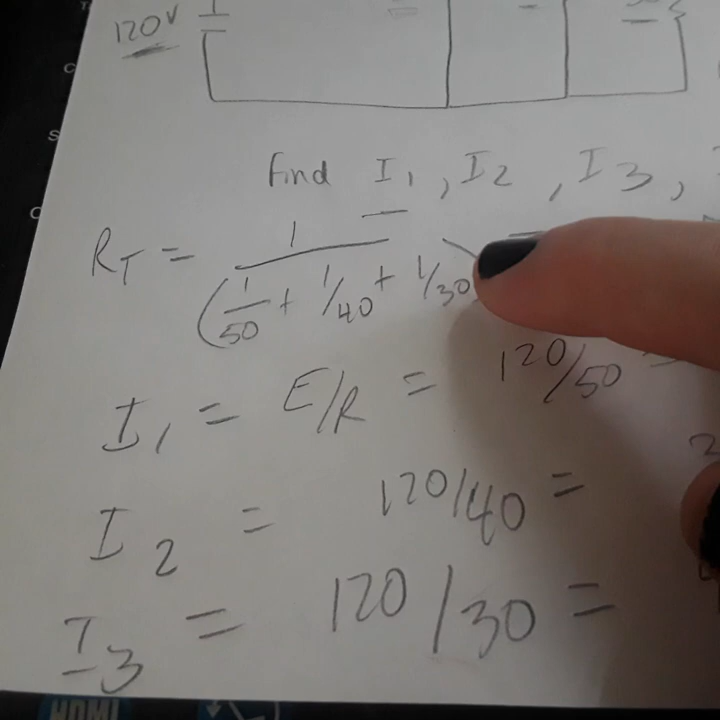 120V
Find I1, I2, I3,
RT = 1
(1/50 + 1/40 + 1/30
I1 = E/R = 120/50 =
I2 = 120/40 =
I3 = 120/30 =